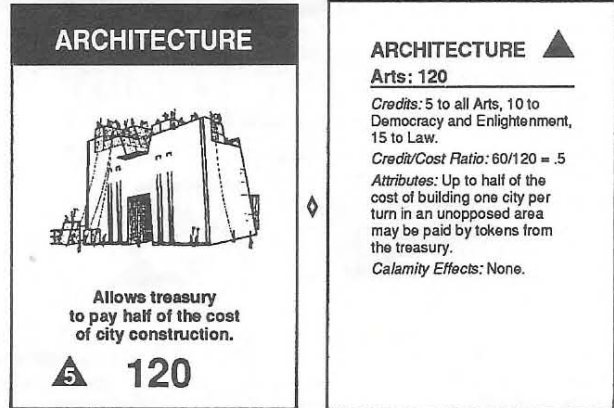 ARCHITECTURE
Allows treasury
to pay half of the cost
of city construction.
5 120
ARCHITECTURE
Arts: 120
Credits: 5 to all Arts, 10 to
Democracy and Enlightenment,
15 to Law.
Credit/Cost Ratio: 60/120 = .5
Attributes: Up to half of the
cost of building one city per
turn in an unopposed area
may be paid by tokens from
the treasury.
Calamity Effects: None.